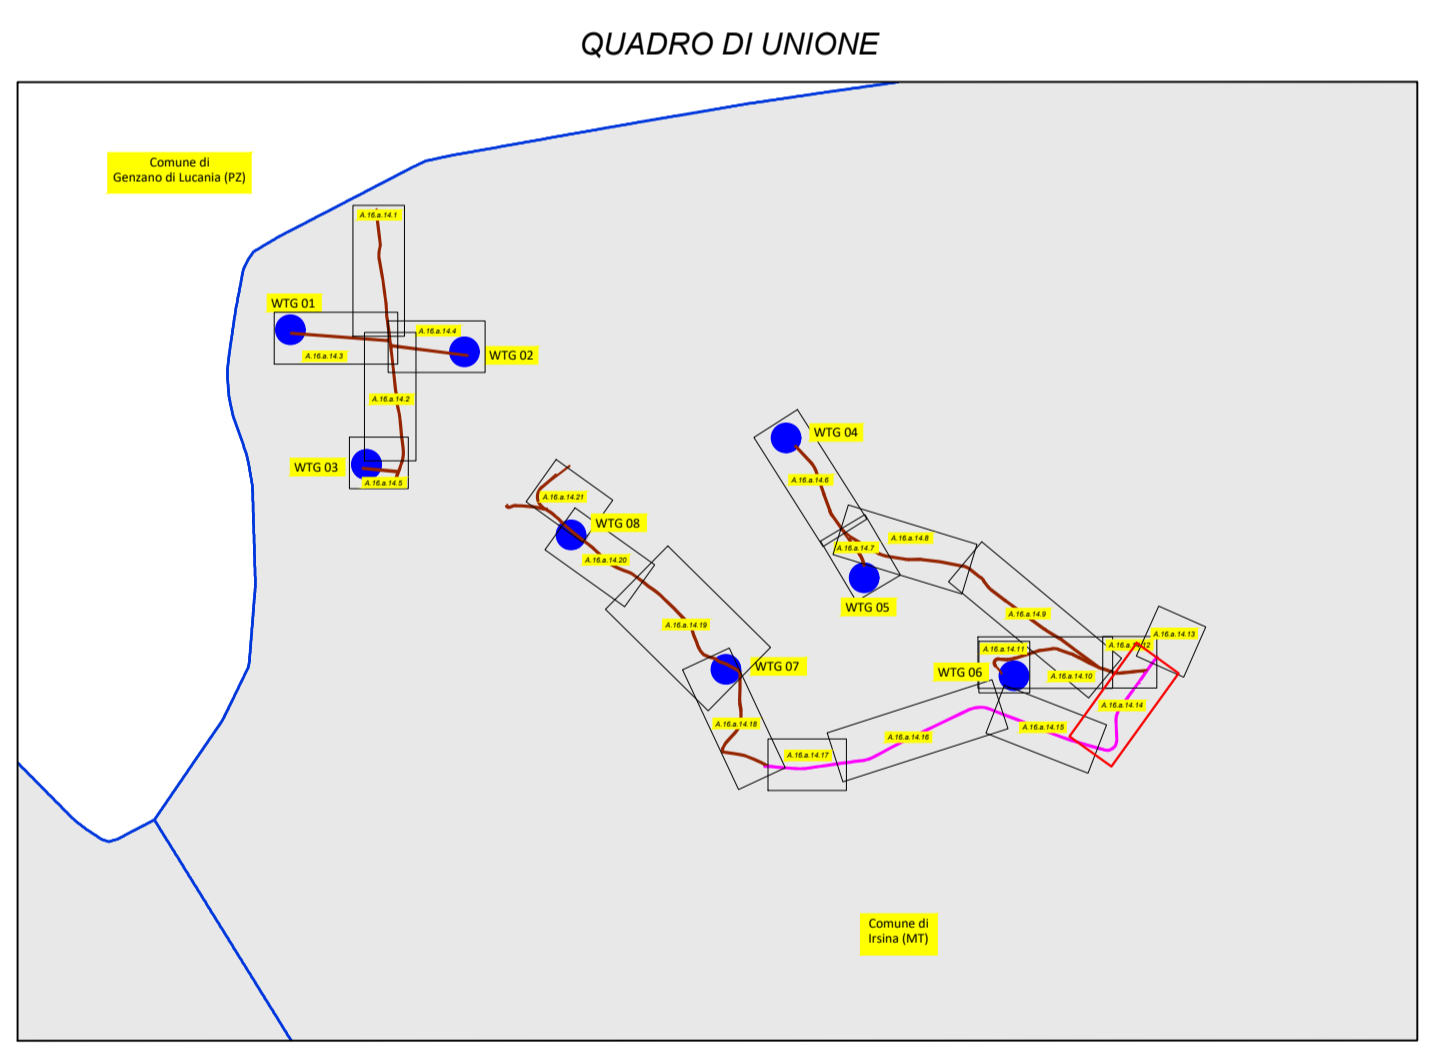 QUADRO DI UNIONE
Comune di
Genzano di Lucania (PZ)
A.16.a.14.1
WTG 01
A.16.a.14.4
A.16.a.14.3
WTG 02
A.16.a.14.2
WTG 03
A.16.a.14.5
WTG 04
A.16.a.14.6
A.16.a.14.21
WTG 08
A.16.a.14.20
A.16.a.14.8
A.16.a.14.7
WTG 05
A.16.a.14.9
A.16.a.14.19
A.16.a.14.13
A.16.a.14.11
A.16.a.14.12
WTG 07
WTG 06
A.16.a.14.10
A.16.a.14.14
A.16.a.14.18
A.16.a.14.15
A.16.a.14.16
A.16.a.14.17
Comune di
Irsina (MT)